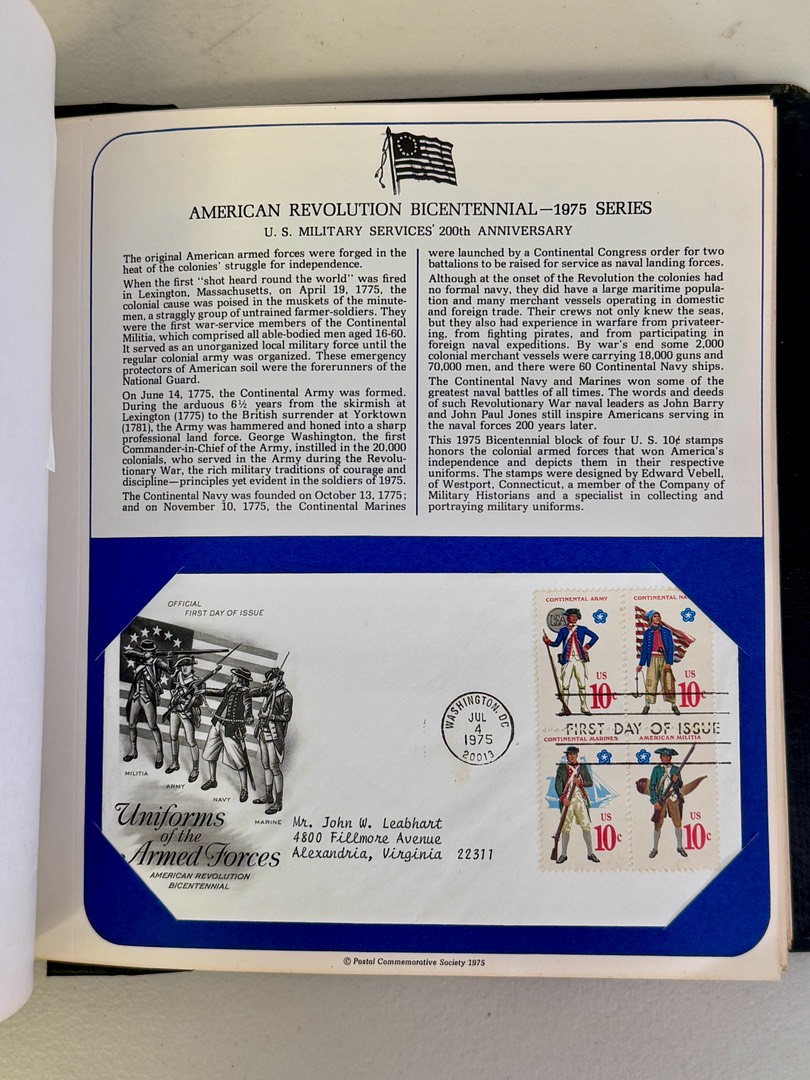 AMERICAN REVOLUTION BICENTENNIAL—1975 SERIES
U. S. MILITARY SERVICES' 200th ANNIVERSARY
The original American armed forces were forged in the
heat of the colonies' struggle for independence.
When the first "shot heard round the world" was fired
in Lexington, Massachusetts, on April 19, 1775, the
colonial cause was poised in the muskets of the minute-
men, a straggly group of untrained farmer-soldiers. They
were the first war-service members of the Continental
Militia, which comprised all able-bodied men aged 16-60.
It served as an unorganized local military force until the
regular colonial army was organized. These emergency
protectors of American soil were the forerunners of the
National Guard.
On June 14, 1775, the Continental Army was formed.
During the arduous 6½ years from the skirmish at
Lexington (1775) to the British surrender at Yorktown
(1781), the Army was hammered and honed into a sharp
professional land force. George Washington, the first
Commander-in-Chief of the Army, instilled in the 20,000
colonials, who served in the Army during the Revolu-
tionary War, the rich military traditions of courage and
discipline—principles yet evident in the soldiers of 1975.
The Continental Navy was founded on October 13, 1775;
and on November 10, 1775, the Continental Marines
were launched by a Continental Congress order for two
battalions to be raised for service as naval landing forces.
Although at the onset of the Revolution the colonies had
no formal navy, they did have a large maritime popula-
tion and many merchant vessels operating in domestic
and foreign trade. Their crews not only knew the seas,
but they also had experience in warfare from privateer-
ing, from fighting pirates, and from participating in
foreign naval expeditions. By war's end some 2,000
colonial merchant vessels were carrying 18,000 guns and
70,000 men, and there were 60 Continental Navy ships.
The Continental Navy and Marines won some of the
greatest naval battles of all times. The words and deeds
of such Revolutionary War naval leaders as John Barry
and John Paul Jones still inspire Americans serving in
the naval forces 200 years later.
This 1975 Bicentennial block of four U. S. 10¢ stamps
honors the colonial armed forces that won America's
independence and depicts them in their respective
uniforms. The stamps were designed by Edward Vebell,
of Westport, Connecticut, a member of the Company of
Military Historians and a specialist in collecting and
portraying military uniforms.
OFFICIAL
FIRST DAY OF ISSUE
MILITIA
ARMY
NAVY
MARINE
Uniforms
of the
Armed Forces
AMERICAN REVOLUTION
BICENTENNIAL
Mr. John W. Leabhart
4800 Fillmore Avenue
Alexandria, Virginia 22311
WASHINGTON, DC
JUL
4
1975
20013
CONTINENTAL ARMY
USA
US
10c
CONTINENTAL NA
US
10c
FIRST DAY OF ISSUE
CONTINENTAL MARINES
US
10c
AMERICAN MILITIA
US
10c
© Postal Commemorative Society 1975